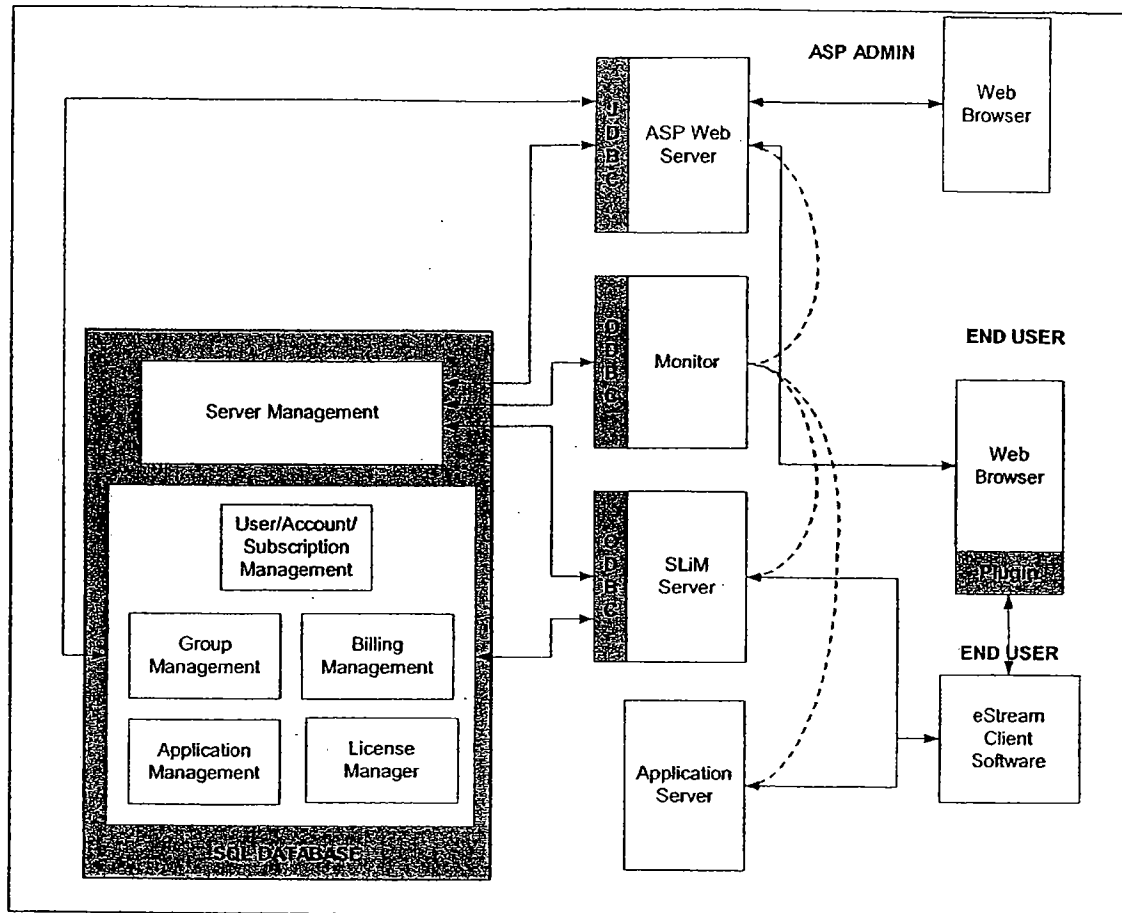 ASP ADMIN
Web
Browser
JDBC
ASP Web
Server
ODBC
Monitor
END USER
Server Management
Web
Browser
Plugin
User/Account/
Subscription
Management
ODBC
SLiM
Server
Group
Management
Billing
Management
END USER
eStream
Client
Software
Application
Management
License
Manager
Application
Server
SQL DATABASE